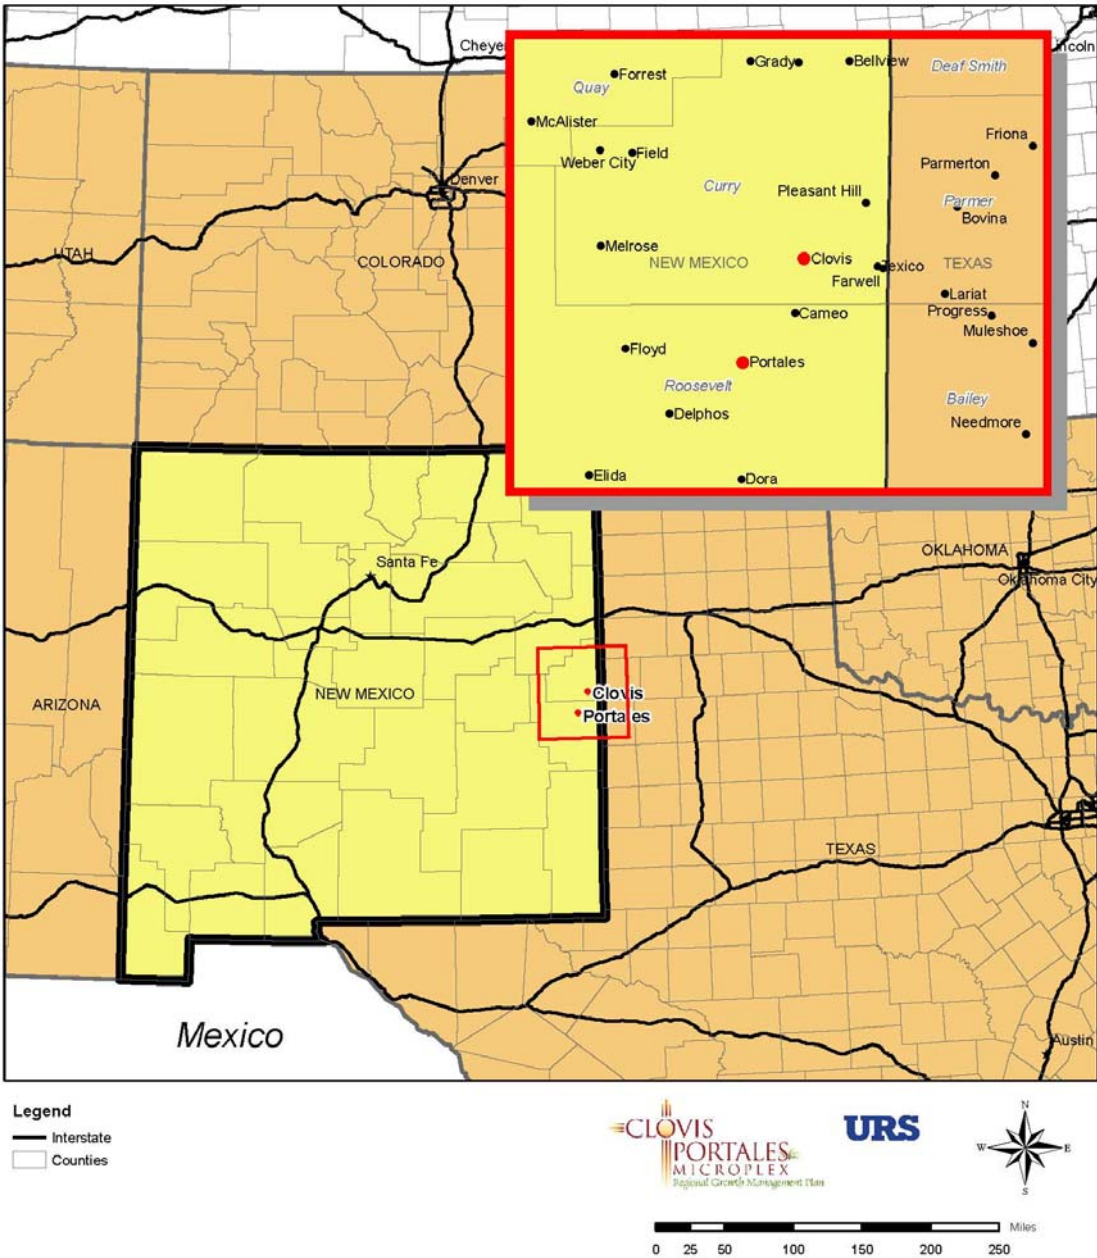 Cheye
incoln
Grady
Bellview
Deaf Smith
Forrest
Quay
McAlister
Friona
Weber City
Field
Parmerton
Denver
Curry
Pleasant Hill
Parmer
Bovina
UTAH
COLORADO
Melrose
NEW MEXICO
Clovis
Texico
TEXAS
Farwell
Lariat
Cameo
Progress
Muleshoe
Floyd
Portales
Roosevelt
Bailey
Delphos
Needmore
Elida
Dora
Santa Fe
OKLAHOMA
Oklahoma City
ARIZONA
NEW MEXICO
Clovis
Portales
TEXAS
Mexico
Austin
Legend
Interstate
Counties
CLOVIS
PORTALES
MICROPLEX
Regional Growth Management Plan
URS
N
W
E
S
Miles
0 25 50 100 150 200 250